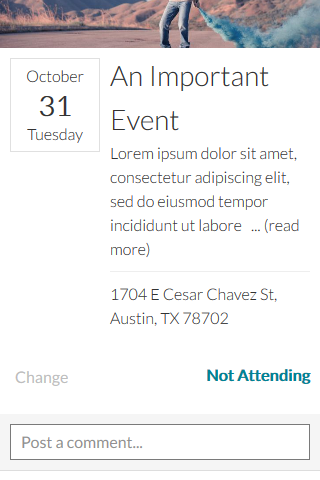 October
31
Tuesday
An Important
Event
Lorem ipsum dolor sit amet,
consectetur adipiscing elit,
sed do eiusmod tempor
incididunt ut labore ... (read
more)
1704 E Cesar Chavez St,
Austin, TX 78702
Change
Not Attending
Post a comment...